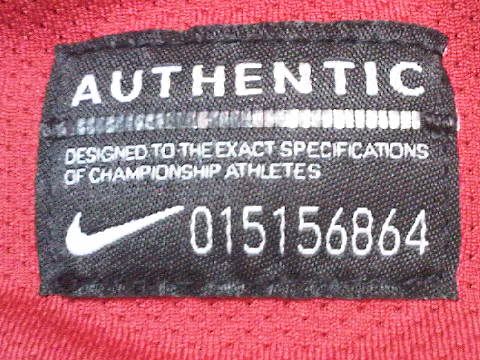 AUTHENTIC
DESIGNED TO THE EXACT SPECIFICATIONS
OF CHAMPIONSHIP ATHLETES
015156864